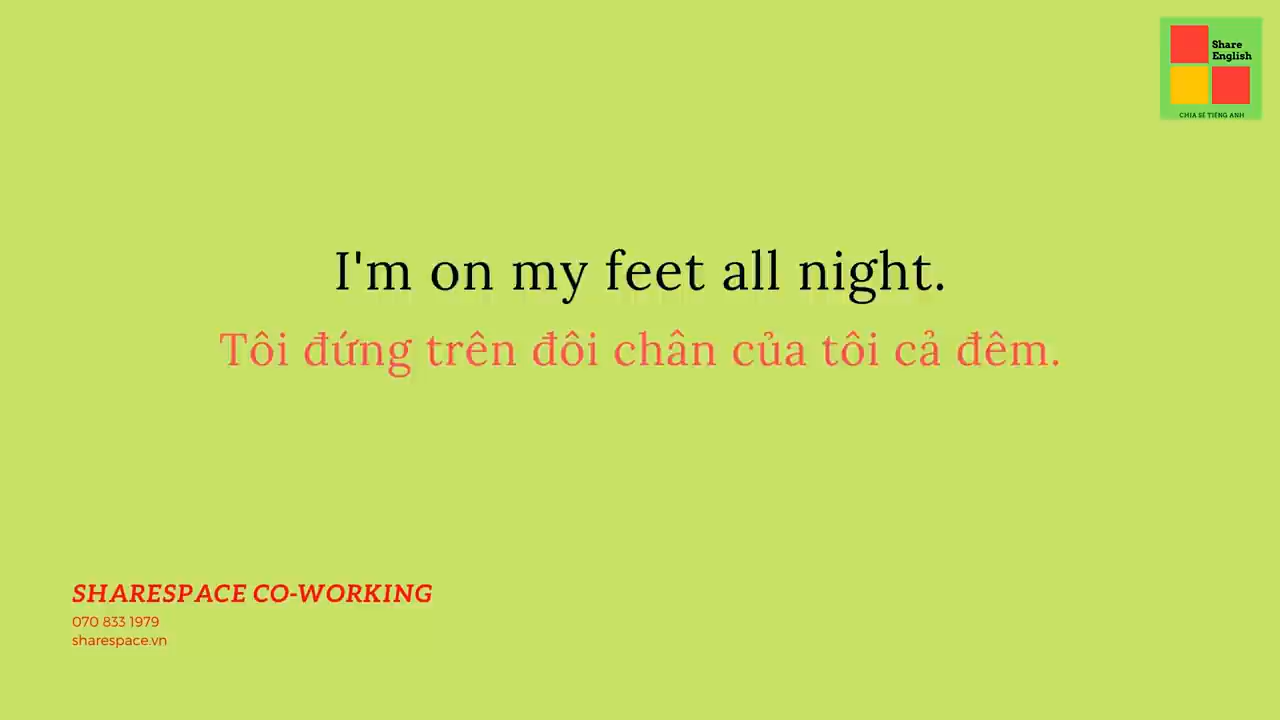 Share
English
CHIA SẺ TIẾNG ANH
I'm on my feet all night.
Tôi đứng trên đôi chân của tôi cả đêm.
SHARESPACE CO-WORKING
070 833 1979
sharespace.vn